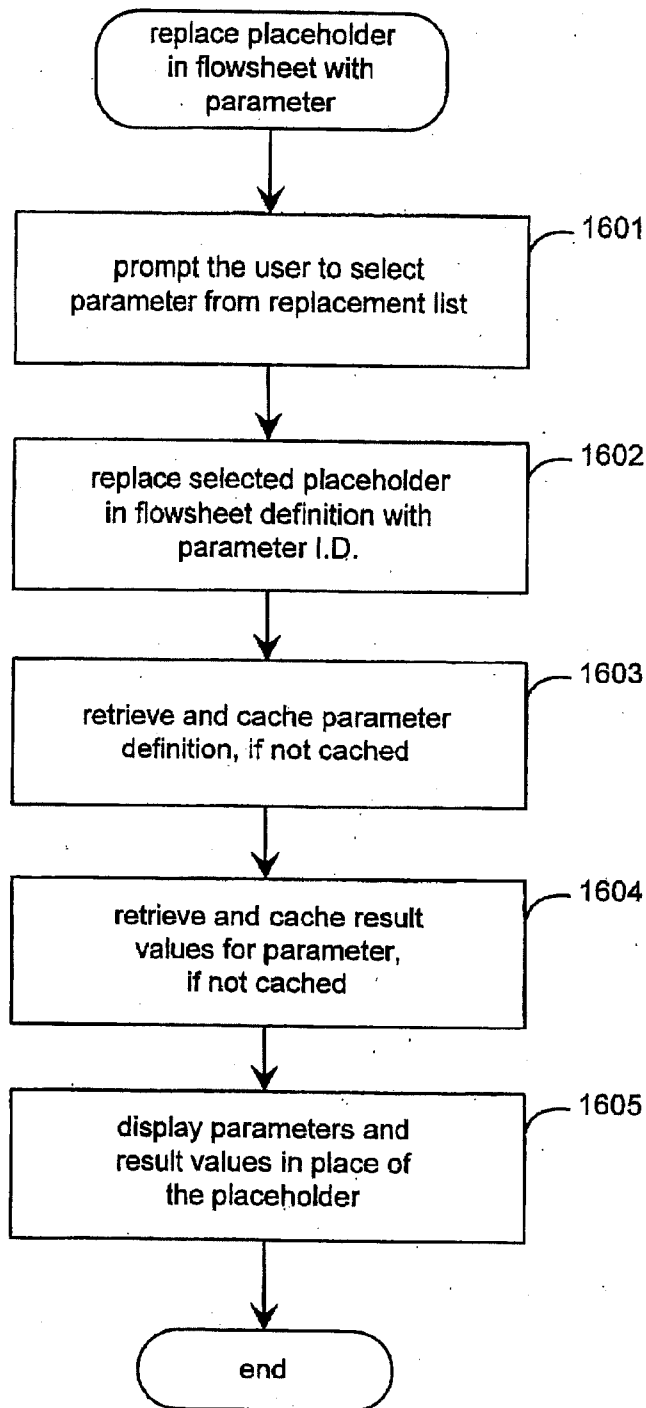 replace placeholder
in flowsheet with
parameter
1601
prompt the user to select
parameter from replacement list
1602
replace selected placeholder
in flowsheet definition with
parameter I.D.
1603
retrieve and cache parameter
definition, if not cached
1604
retrieve and cache result
values for parameter,
if not cached
1605
display parameters and
result values in place of
the placeholder
end